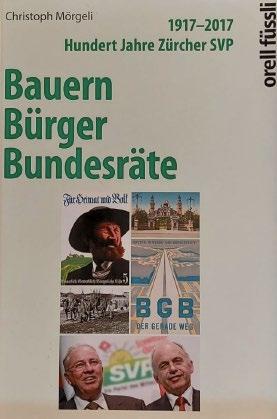 Christoph Mörgeli
1917–2017
Hundert Jahre Zürcher SVP
orell füssli
Bauern
Bürger
Bundesräte
Für Heimat und Volk
BGB
DER GERADE WEG
SVP